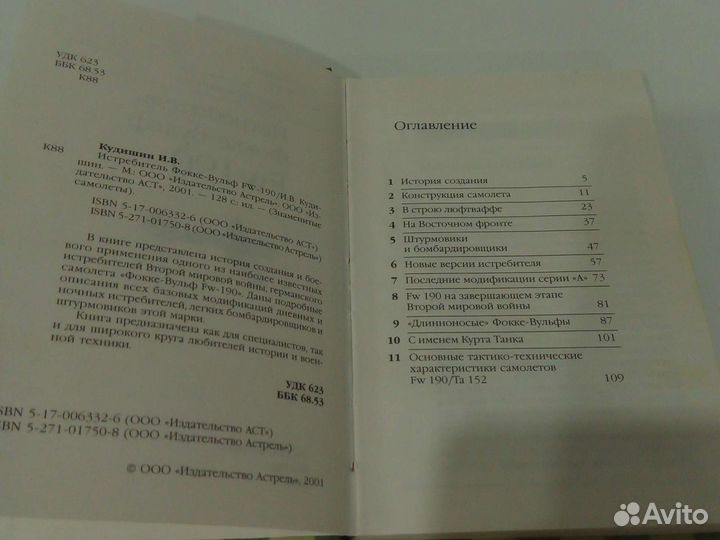 УДК 623
ББК 68.53
К88
Кудишин И.В.
К88 Истребитель Фокке-Вульф FW-190/И.В. Куди-
шин. — М.: ООО «Издательство Астрель», ООО «Из-
дательство АСТ», 2001. — 128 с. ил — (Знаменитые
самолеты).
ISBN 5-17-006332-6 (ООО «Издательство АСТ»)
ISBN 5-271-01750-8 (ООО «Издательство Астрель»)
В книге представлена история создания и бое-
вого применения одного из наиболее известных
истребителей Второй мировой войны, германского
самолета «Фокке-Вульф Fw-190». Даны подробные
описания всех базовых модификаций дневных и
ночных истребителей, легких бомбардировщиков и
штурмовиков этой марки.
Книга предназначена как для специалистов, так
и для широкого круга любителей истории и воен-
ной техники.
УДК 623
ББК 68.53
ISBN 5-17-006332-6 (ООО «Издательство АСТ»)
ISBN 5-271-01750-8 (ООО «Издательство Астрель»)
© ООО «Издательство Астрель», 2001
Оглавление
1 История создания 5
2 Конструкция самолета 11
3 В строю люфтваффе 23
4 На Восточном фронте 37
5 Штурмовики
и бомбардировщики 47
6 Новые версии истребителя 57
7 Последние модификации серии «А» 73
8 Fw 190 на завершающем этапе
Второй мировой войны 81
9 «Длинноносые» Фокке-Вульфы 87
10 С именем Курта Танка 101
11 Основные тактико-технические
характеристики самолетов
Fw 190/Ta 152 109
Avito